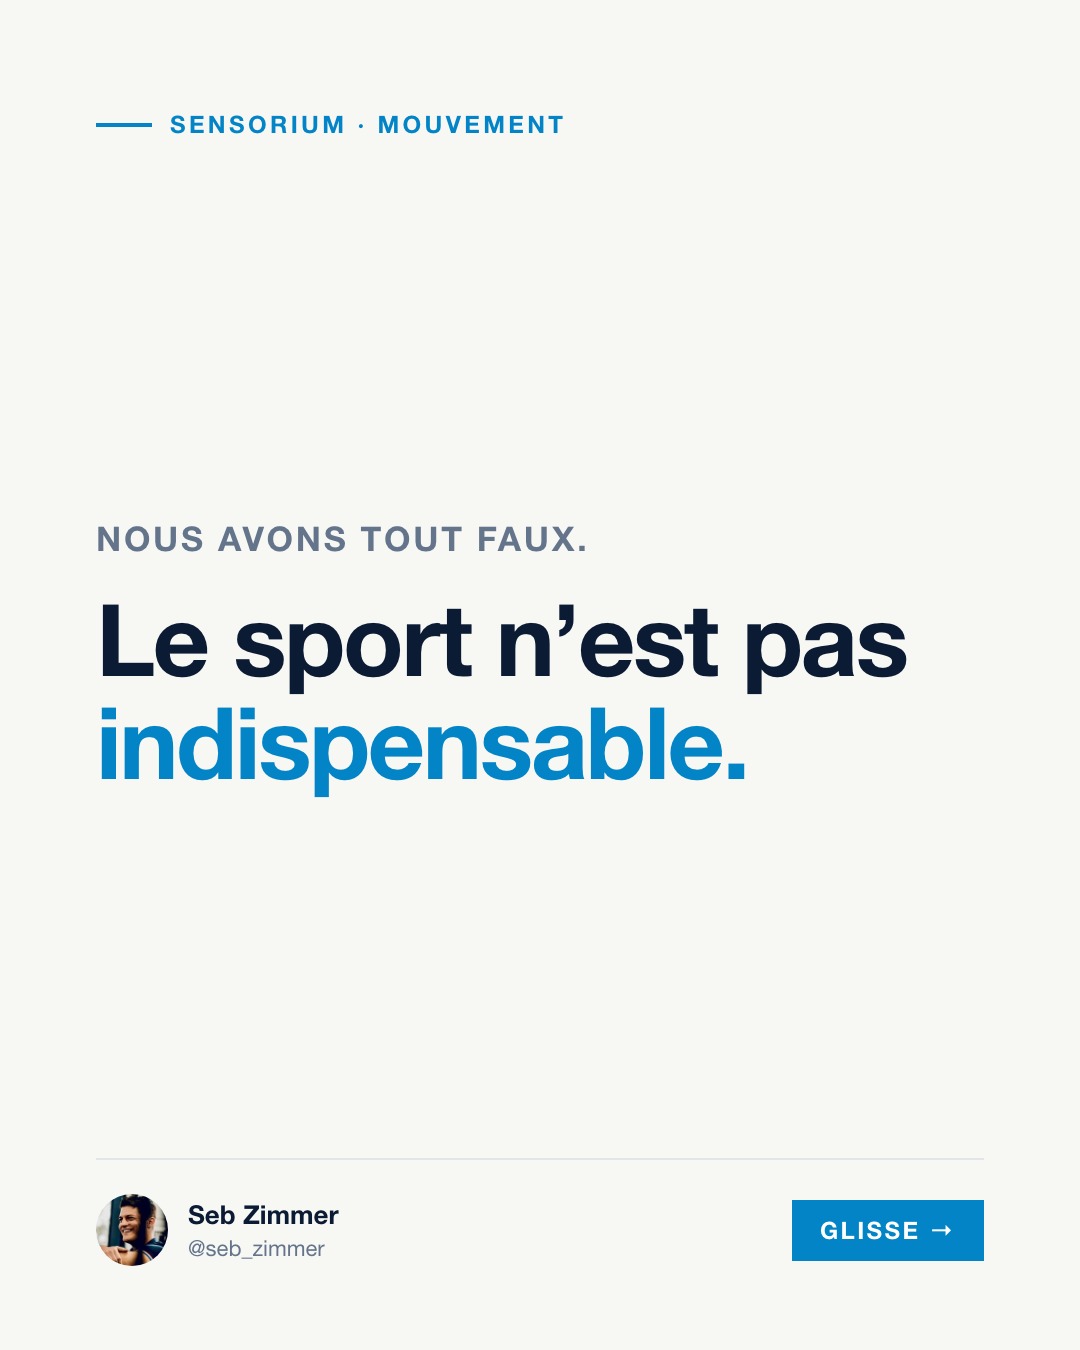 SENSORIUM · MOUVEMENT
NOUS AVONS TOUT FAUX.
Le sport n’est pas
indispensable.
Seb Zimmer
@seb_zimmer
GLISSE →